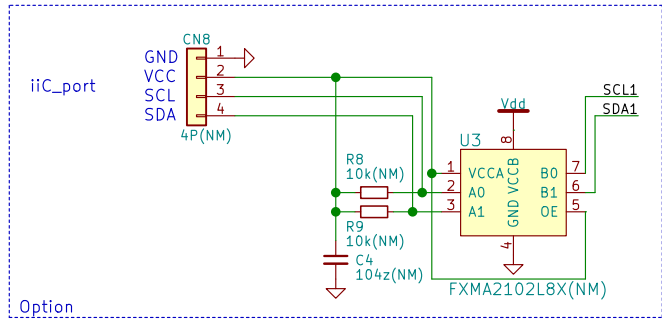 CN8
GND 1
VCC 2
iiC_port
SCL 3
SDA 4
4P(NM)
SCL1
Vdd
SDA1
U3
8
R8
10k(NM)
1 VCCA VCCB B0 7
2 A0 B1 6
3 A1 GND OE 5
4
R9
10k(NM)
C4
104z(NM)
FXMA2102L8X(NM)
Option